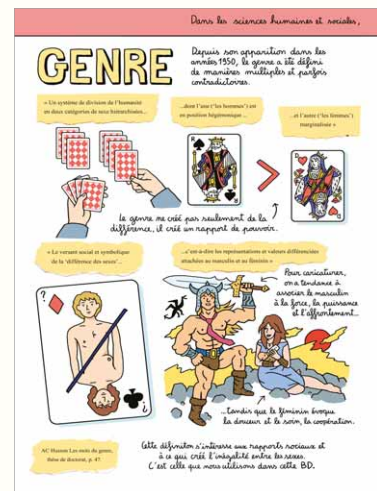 Dans les sciences humaines et sociales,
GENRE
Depuis son apparition dans les
années 1950, le genre a été défini
de manières multiples et parfois
contradictoires.
« Un système de division de l'humanité
en deux catégories de sexe hiérarchisées...
...dont l'une ('les hommes') est
en position hégémonique ...
...et l'autre ('les femmes')
marginalisée »
K
>
Le genre ne créé pas seulement de la
différence, il créé un rapport de pouvoir.
« Le versant social et symbolique
de la 'différence des sexes'...
...c'est-à-dire les représentations et valeurs différenciées
attachées au masculin et au féminin »
?
?
Pour caricaturer,
on a tendance à
associer le masculin
à la force, la puissance
et l'affrontement...
...tandis que le féminin évoque
la douceur et le soin, la coopération.
AC Husson Les mots du genre,
thèse de doctorat, p. 47.
Cette définition s'intéresse aux rapports sociaux et
à ce qui créé l'inégalité entre les sexes.
C'est celle que nous utilisons dans cette BD.